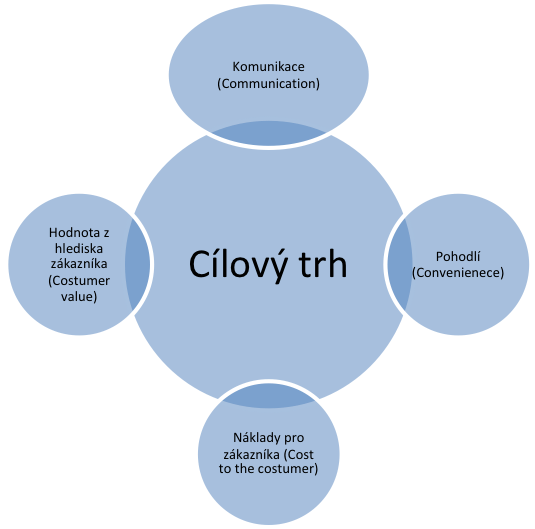 Komunikace
(Communication)
Hodnota z
hlediska
zákazníka
(Costumer
value)
Cílový trh
Pohodlí
(Convenienece)
Náklady pro
zákazníka (Cost
to the costumer)